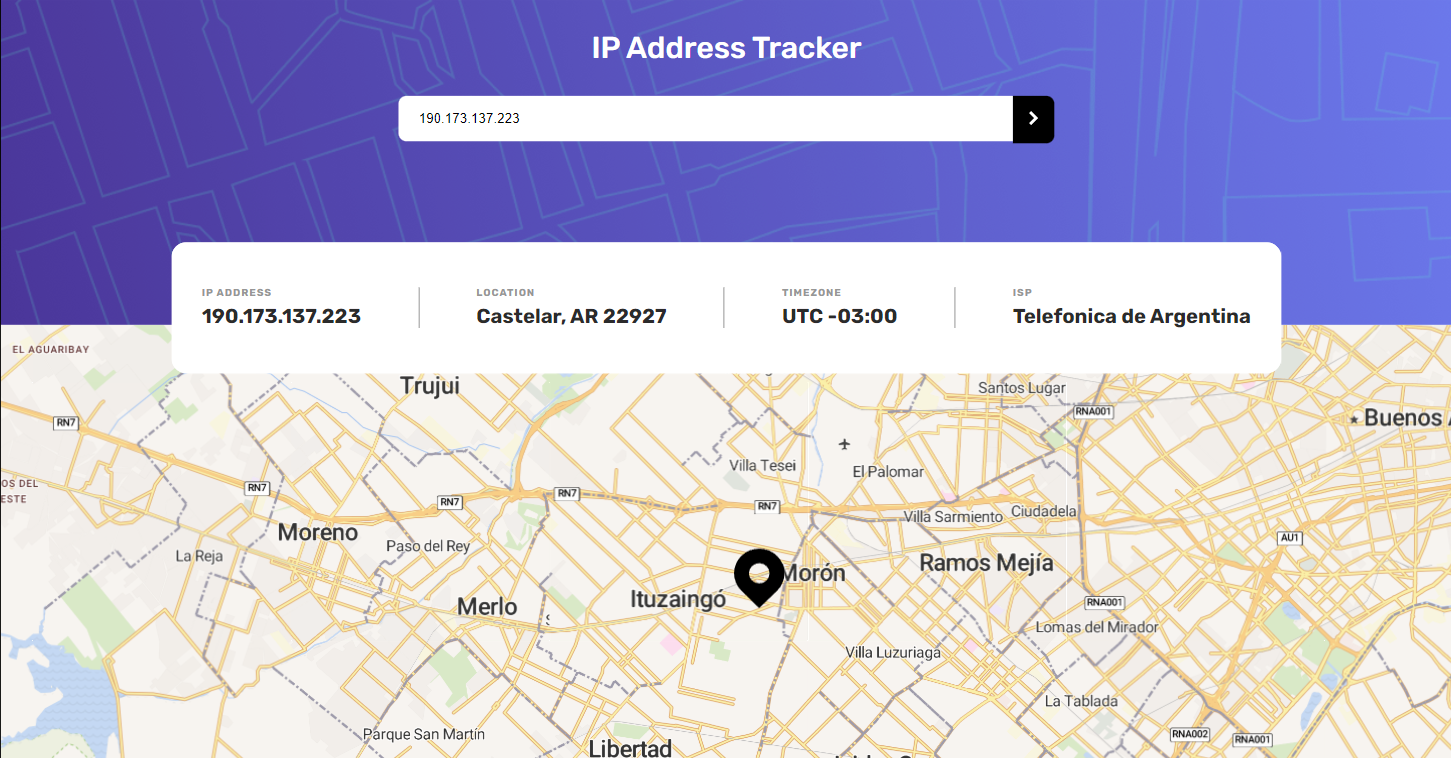 IP Address Tracker
190.173.137.223
IP ADDRESS
190.173.137.223
LOCATION
Castelar, AR 22927
TIMEZONE
UTC -03:00
ISP
Telefonica de Argentina
EL AGUARIBAY
Trujui
Santos Lugar
RNA001
RN7
Buenos
Villa Tesei
El Palomar
OS DEL
ESTE
RN7
RN7
RN7
RN7
Villa Sarmiento
Ciudadela
Moreno
Paso del Rey
La Reja
AU1
Ramos Mejía
Morón
Merlo
Ituzaingó
RNA001
Lomas del Mirador
Villa Luzuriaga
La Tablada
Parque San Martín
RNA002
RNA001
Libertad